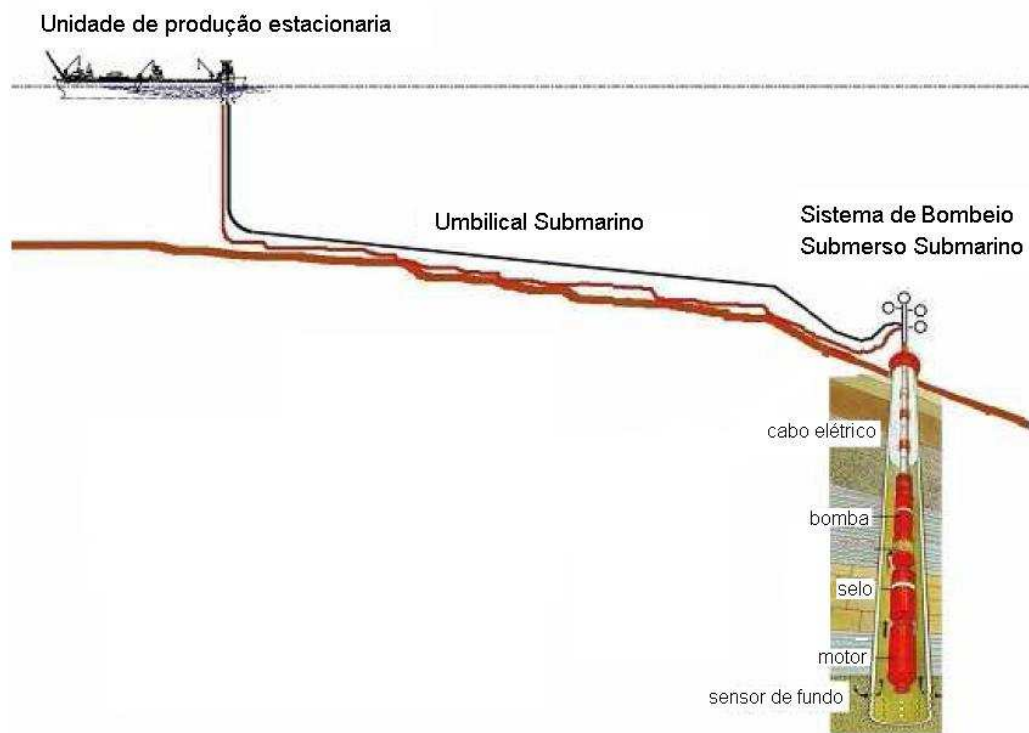 Unidade de produção estacionaria
Umbilical Submarino
Sistema de Bombeio
Submerso Submarino
cabo elétrico
bomba
selo
motor
sensor de fundo